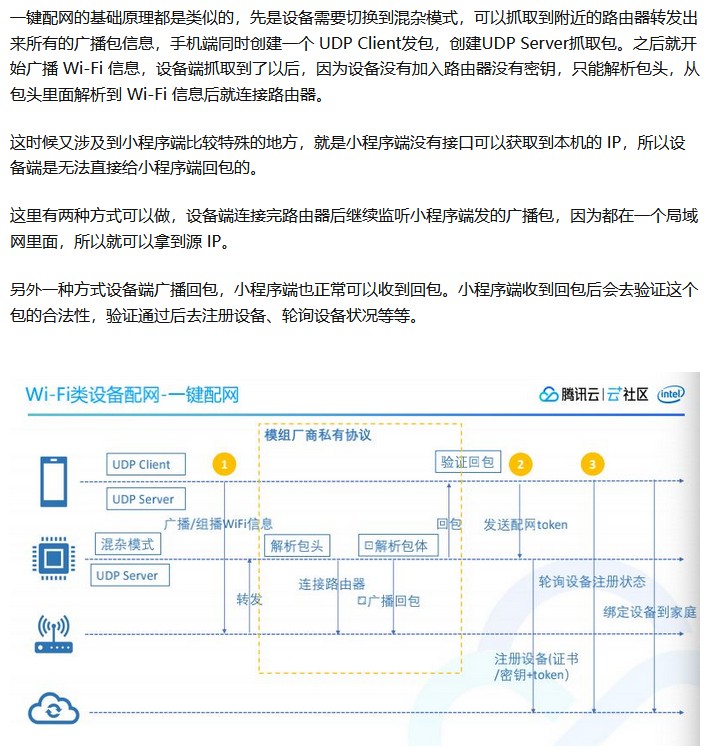 一键配网的基础原理都是类似的，先是设备需要切换到混杂模式，可以抓取到附近的路由器转发出
来所有的广播包信息，手机端同时创建一个 UDP Client发包，创建UDP Server抓取包。之后就开
始广播 Wi-Fi 信息，设备端抓取到了以后，因为设备没有加入路由器没有密钥，只能解析包头，从
包头里面解析到 Wi-Fi 信息后就连接路由器。
这时候又涉及到小程序端比较特殊的地方，就是小程序端没有接口可以获取到本机的 IP，所以设
备端是无法直接给小程序端回包的。
这里有两种方式可以做，设备端连接完路由器后继续监听小程序端发的广播包，因为都在一个局域
网里面，所以就可以拿到源 IP。
另外一种方式设备端广播回包，小程序端也正常可以收到回包。小程序端收到回包后会去验证这个
包的合法性，验证通过后去注册设备、轮询设备状况等等。
Wi-Fi类设备配网-一键配网
腾讯云|云+社区
intel
模组厂商私有协议
UDP Client
1
验证回包
2
3
UDP Server
广播/组播WiFi信息
回包
发送配网token
混杂模式
解析包头
☑解析包体
UDP Server
连接路由器
轮询设备注册状态
转发
☑广播回包
绑定设备到家庭
注册设备(证书
/密钥+token）